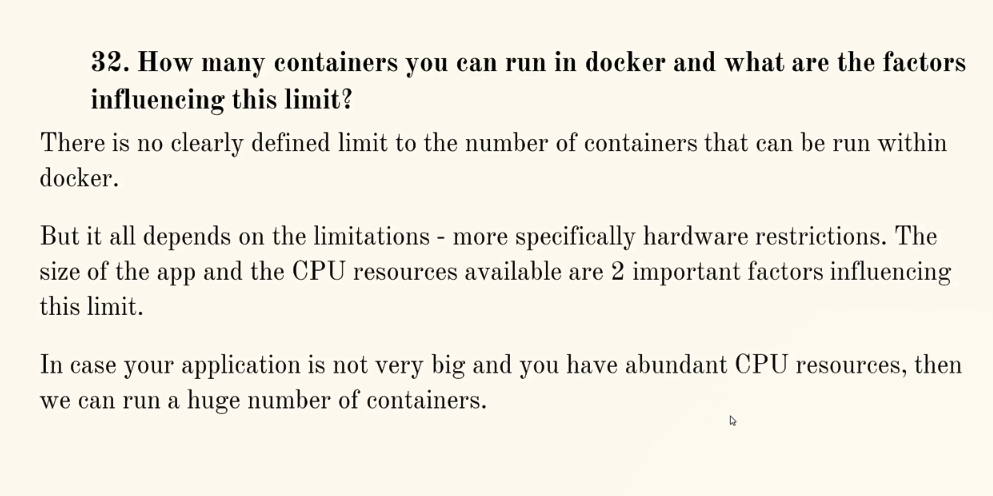 32. How many containers you can run in docker and what are the factors
influencing this limit?
There is no clearly defined limit to the number of containers that can be run within
docker.
But it all depends on the limitations - more specifically hardware restrictions. The
size of the app and the CPU resources available are 2 important factors influencing
this limit.
In case your application is not very big and you have abundant CPU resources, then
we can run a huge number of containers.